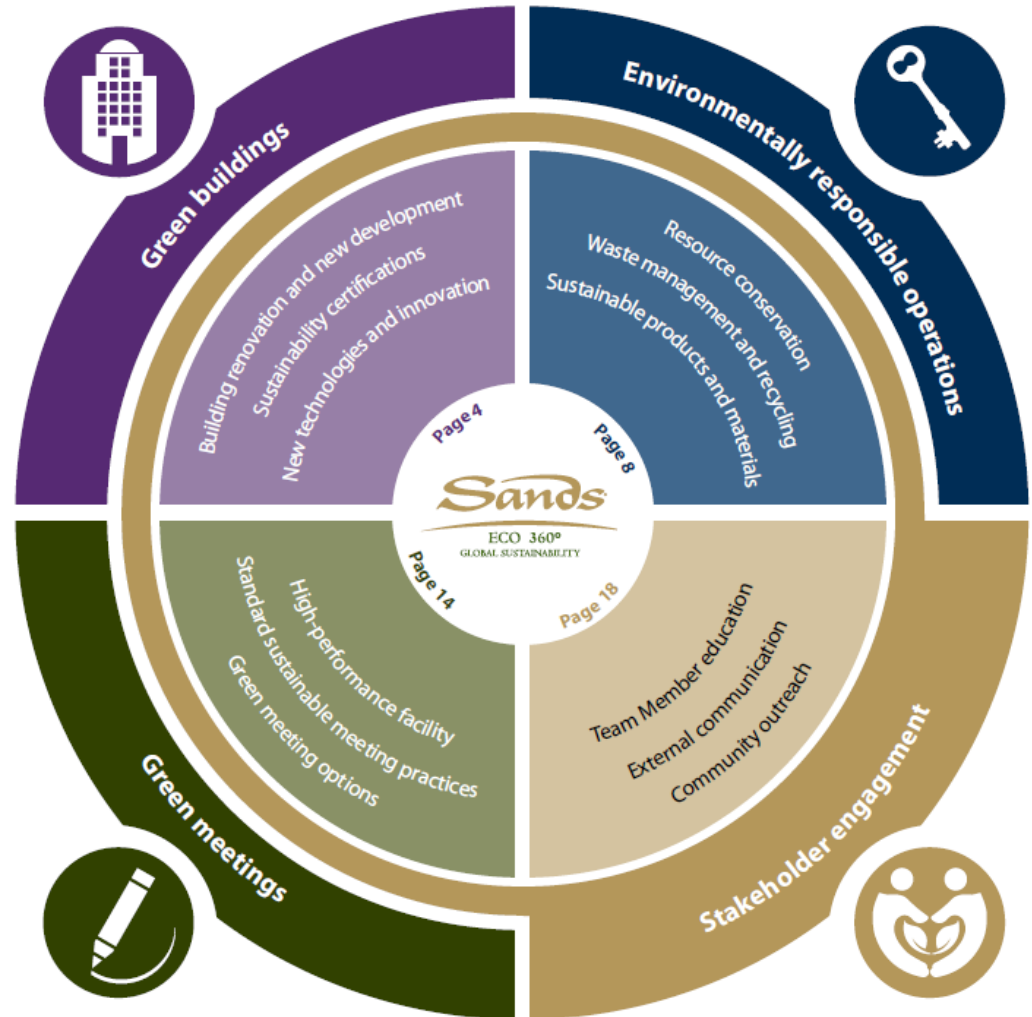 Green buildings
Building renovation and new development
Sustainability certifications
New technologies and innovation
Page 4
Environmentally responsible operations
Resource conservation
Waste management and recycling
Sustainable products and materials
Page 8
Sands
ECO 360º
GLOBAL SUSTAINABILITY
Page 14
High-performance facility
Standard sustainable meeting practices
Green meeting options
Green meetings
Page 18
Team Member education
External communication
Community outreach
Stakeholder engagement